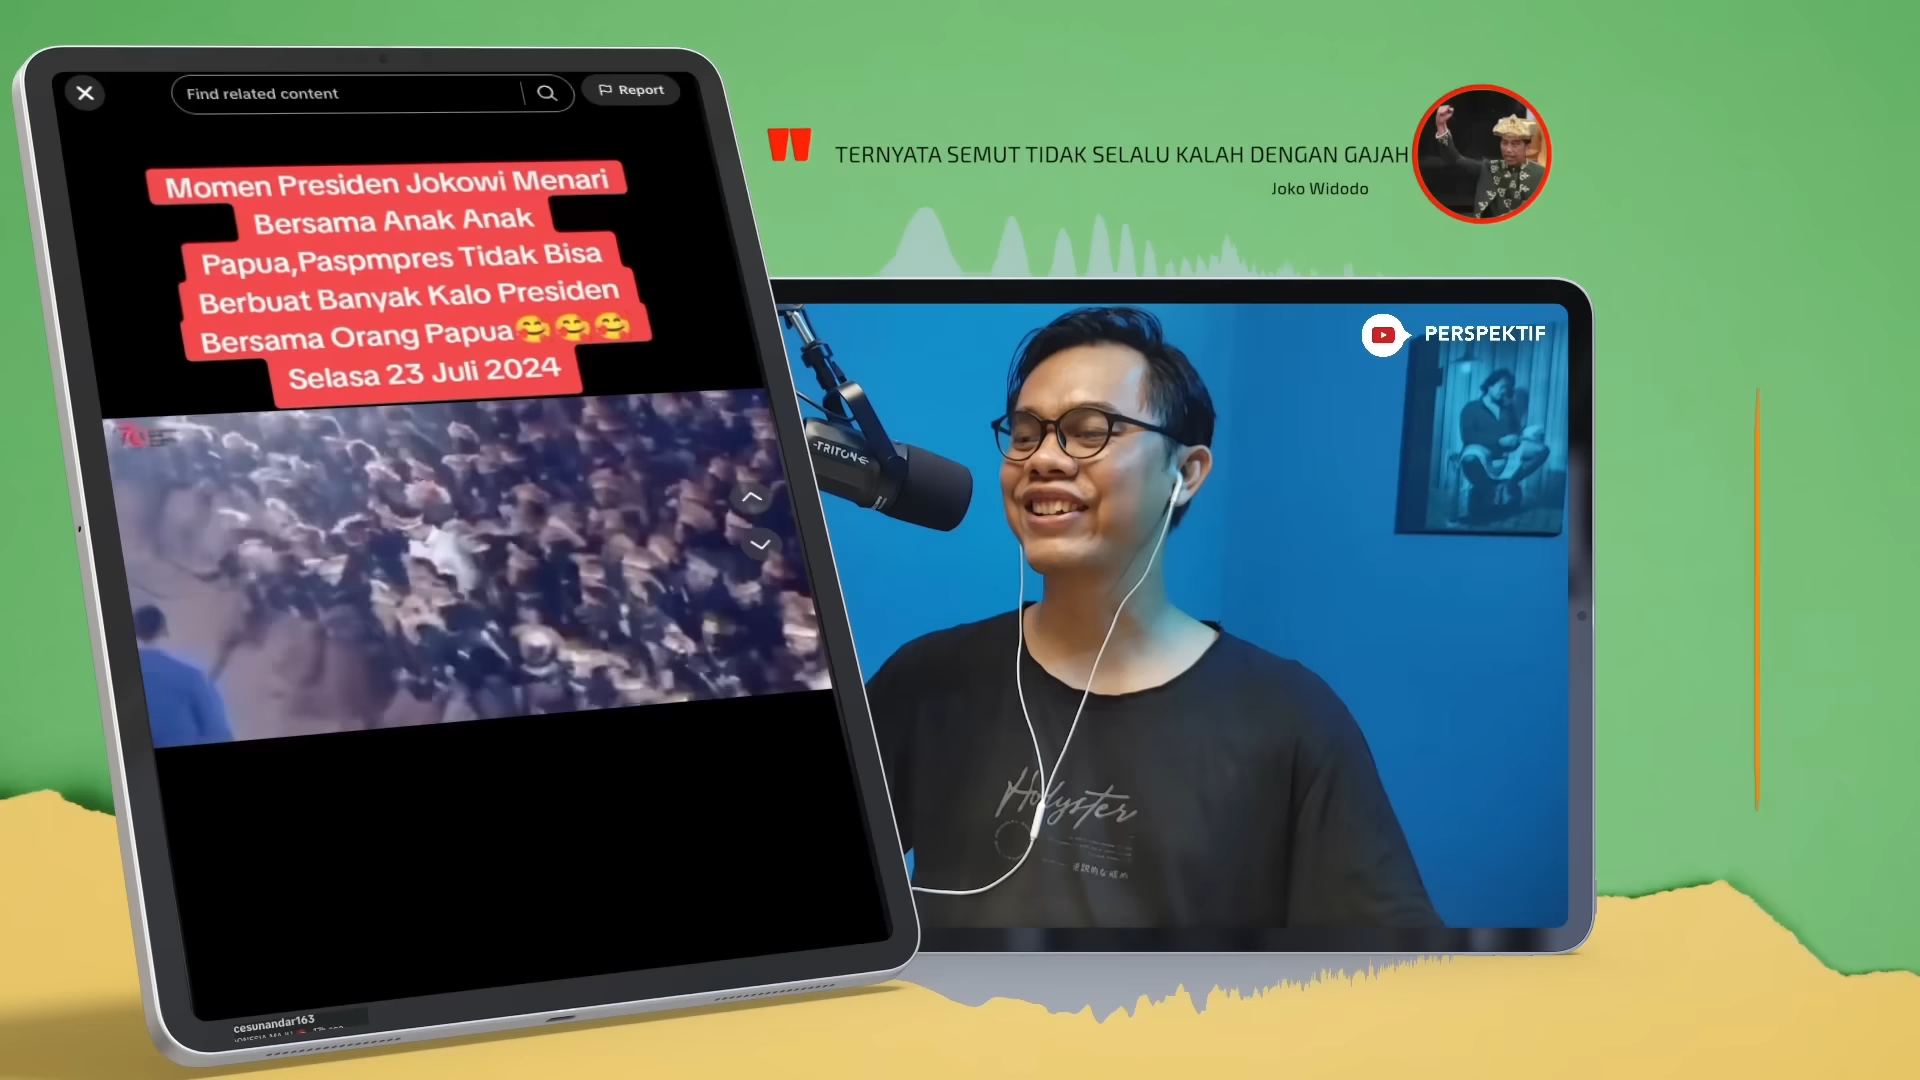 Find related content
Report
Momen Presiden Jokowi Menari
Bersama Anak Anak
Papua,Paspmpres Tidak Bisa
Berbuat Banyak Kalo Presiden
Bersama Orang Papua🥰🥰🥰
Selasa 23 Juli 2024
cesunandar163
TERNYATA SEMUT TIDAK SELALU KALAH DENGAN GAJAH
Joko Widodo
PERSPEKTIF
TRITON
Holyster